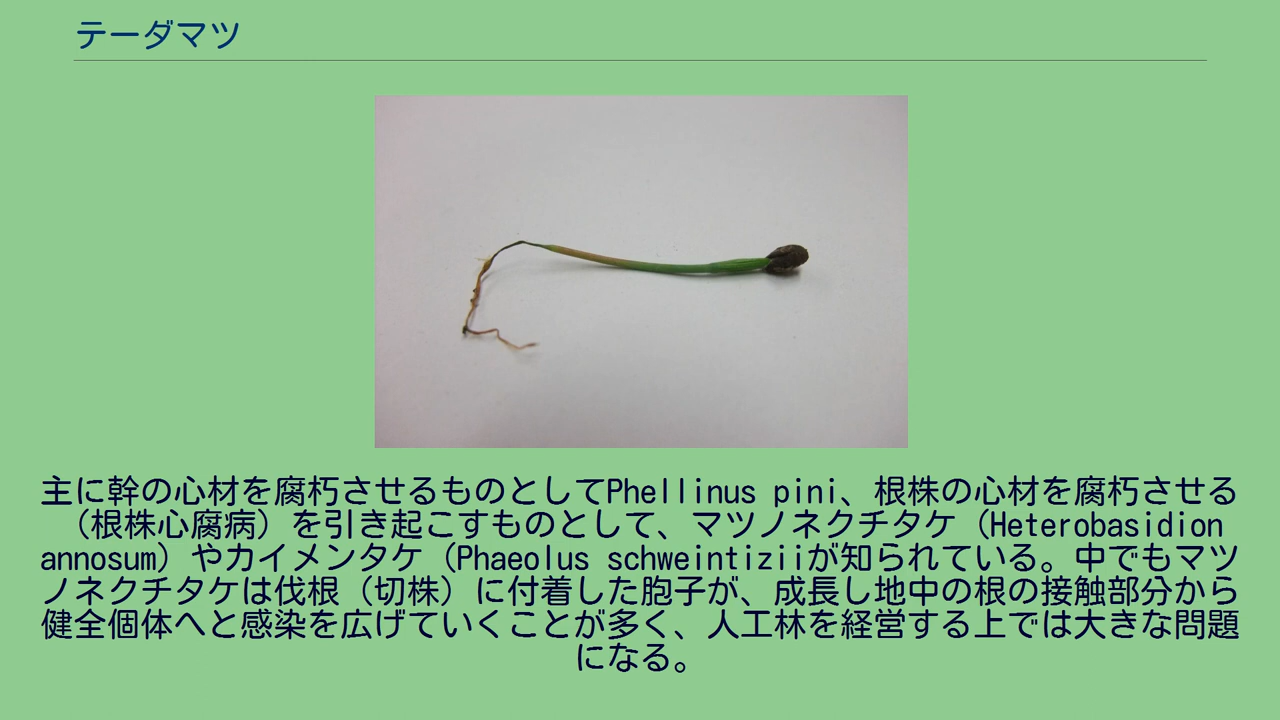 テーダマツ
主に幹の心材を腐朽させるものとしてPhellinus pini、根株の心材を腐朽させる
（根株心腐病）を引き起こすものとして、マツノネクチタケ（Heterobasidion
annosum）やカイメンタケ（Phaeolus schweintiziiが知られている。中でもマツ
ノネクチタケは伐根（切株）に付着した胞子が、成長し地中の根の接触部分から
健全個体へと感染を広げていくことが多く、人工林を経営する上では大きな問題
になる。